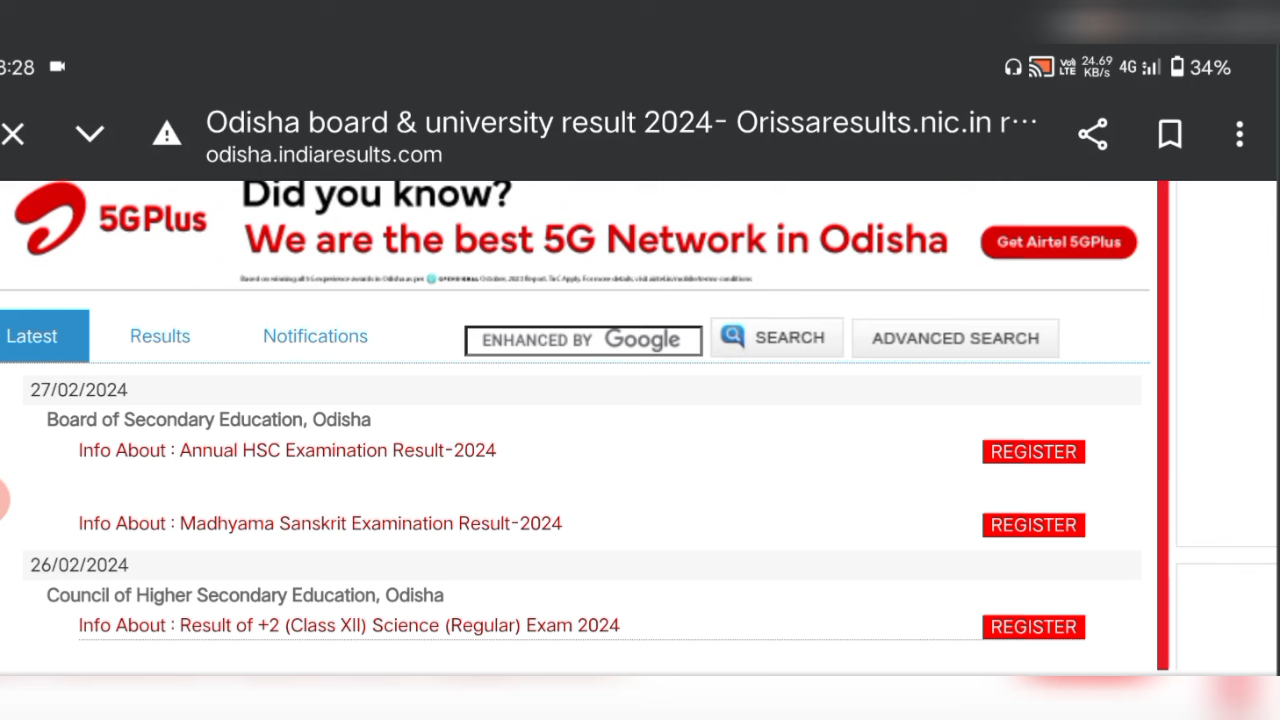 3:28 24.69 KB/s Vo) LTE 4G 34%
Odisha board & university result 2024- Orissaresults.nic.in r···
odisha.indiaresults.com
Did you know?
5G Plus We are the best 5G Network in Odisha Get Airtel 5GPlus
Latest Results Notifications ENHANCED BY Google SEARCH ADVANCED SEARCH
27/02/2024
Board of Secondary Education, Odisha
Info About : Annual HSC Examination Result-2024 REGISTER
Info About : Madhyama Sanskrit Examination Result-2024 REGISTER
26/02/2024
Council of Higher Secondary Education, Odisha
Info About : Result of +2 (Class XII) Science (Regular) Exam 2024 REGISTER